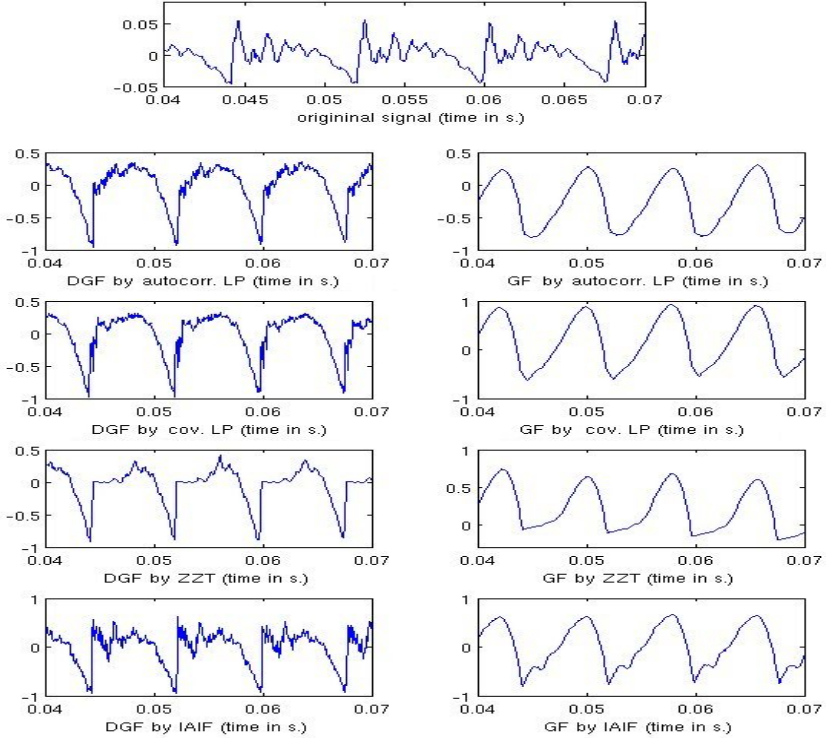 0.05
0
-0.05
0.04 0.045 0.05 0.055 0.06 0.065 0.07
origininal signal (time in s.)
0.5
0
-0.5
-1
0.04 0.05 0.06 0.07
DGF by autocorr. LP (time in s.)
0.5
0
-0.5
-1
0.04 0.05 0.06 0.07
GF by autocorr. LP (time in s.)
0.5
0
-0.5
-1
0.04 0.05 0.06 0.07
DGF by cov. LP (time in s.)
1
0
-1
0.04 0.05 0.06 0.07
GF by cov. LP (time in s.)
0.5
0
-0.5
-1
0.04 0.05 0.06 0.07
DGF by ZZT (time in s.)
1
0.5
0
0.04 0.05 0.06 0.07
GF by ZZT (time in s.)
1
0
-1
0.04 0.05 0.06 0.07
DGF by IAIF (time in s.)
1
0
-1
0.04 0.05 0.06 0.07
GF by IAIF (time in s.)